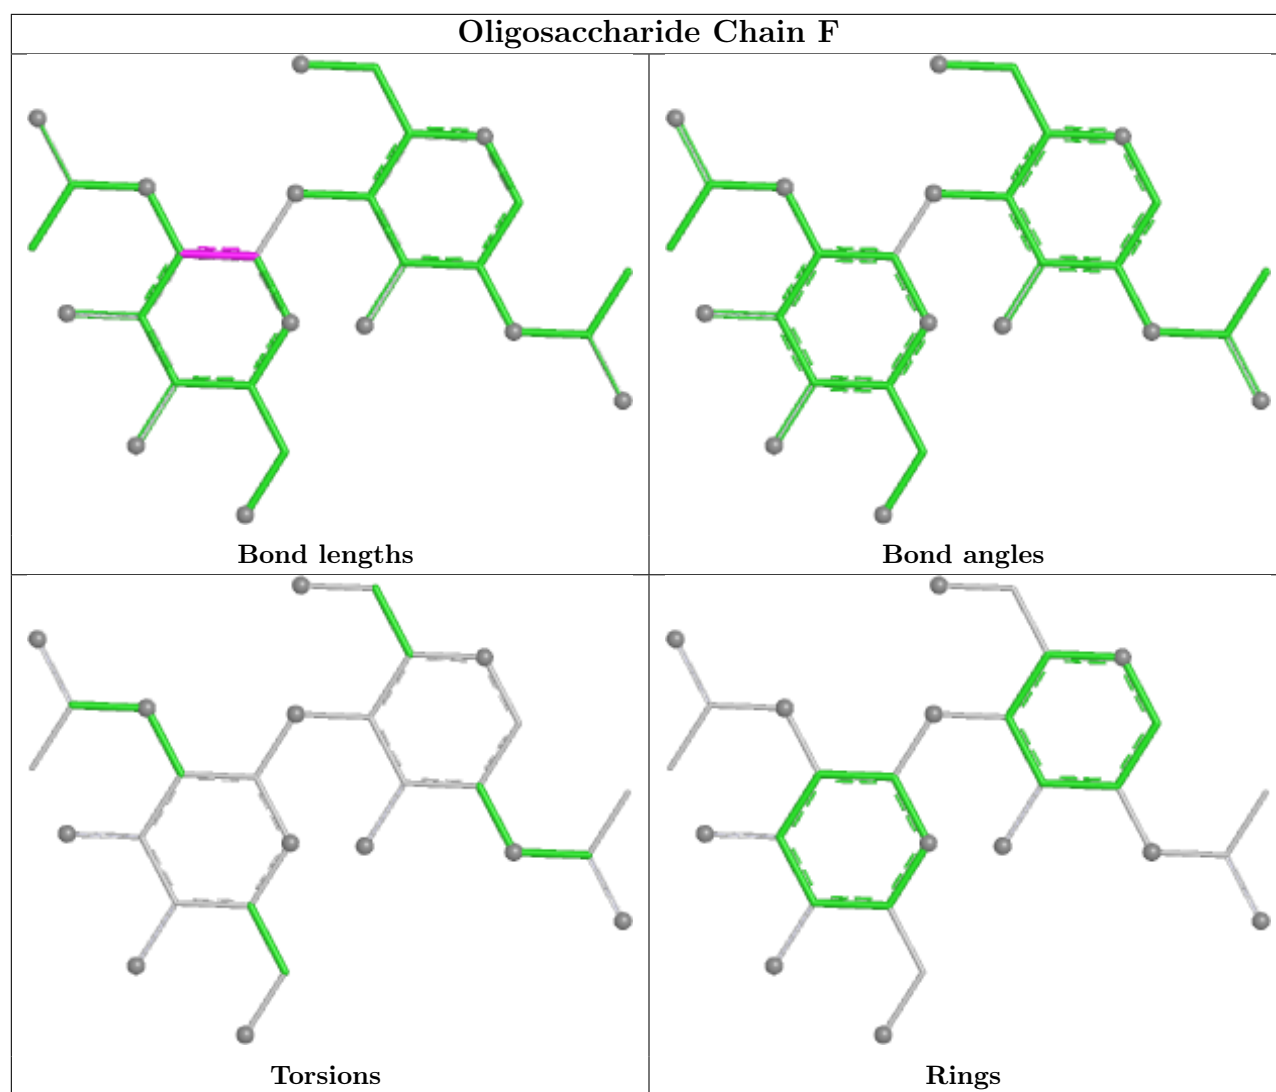 Oligosaccharide Chain F
Bond lengths
Bond angles
Torsions
Rings